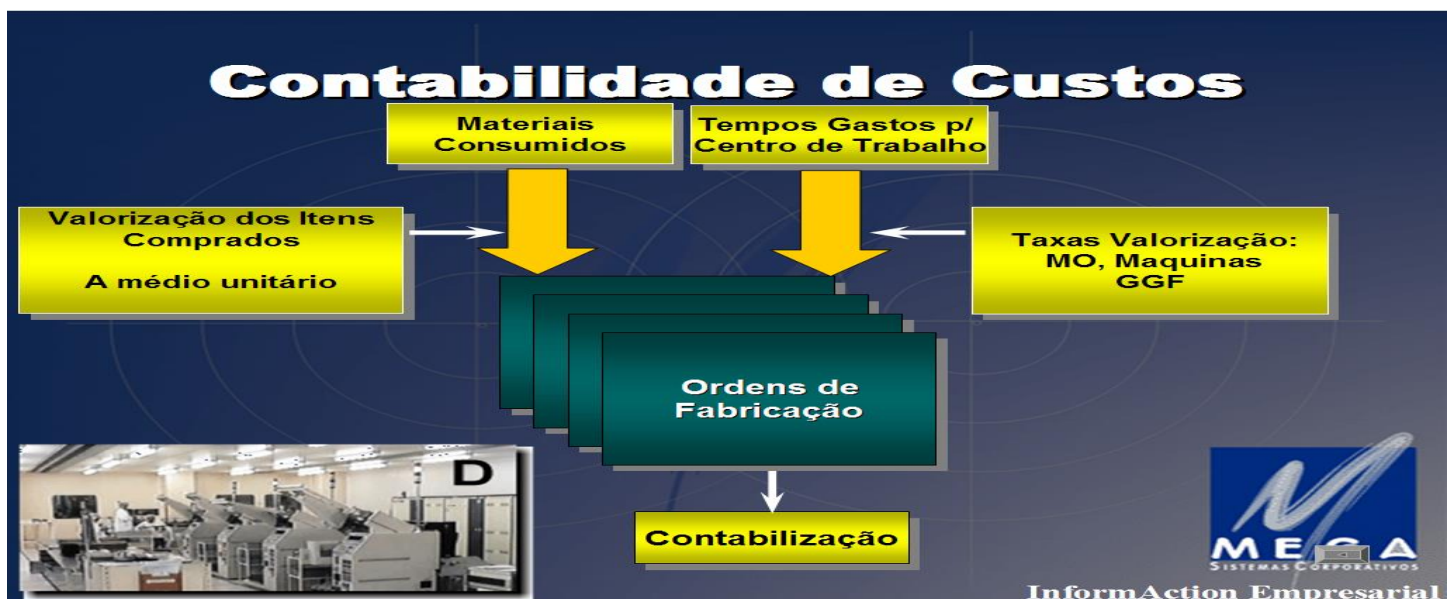 Contabilidade de Custos
Materiais
Consumidos
Tempos Gastos p/
Centro de Trabalho
Valorização dos Itens
Comprados
A médio unitário
Taxas Valorização:
MO, Maquinas
GGF
Ordens de
Fabricação
D
Contabilização
MEGA
SISTEMAS CORPORATIVOS
InformAction Empresarial